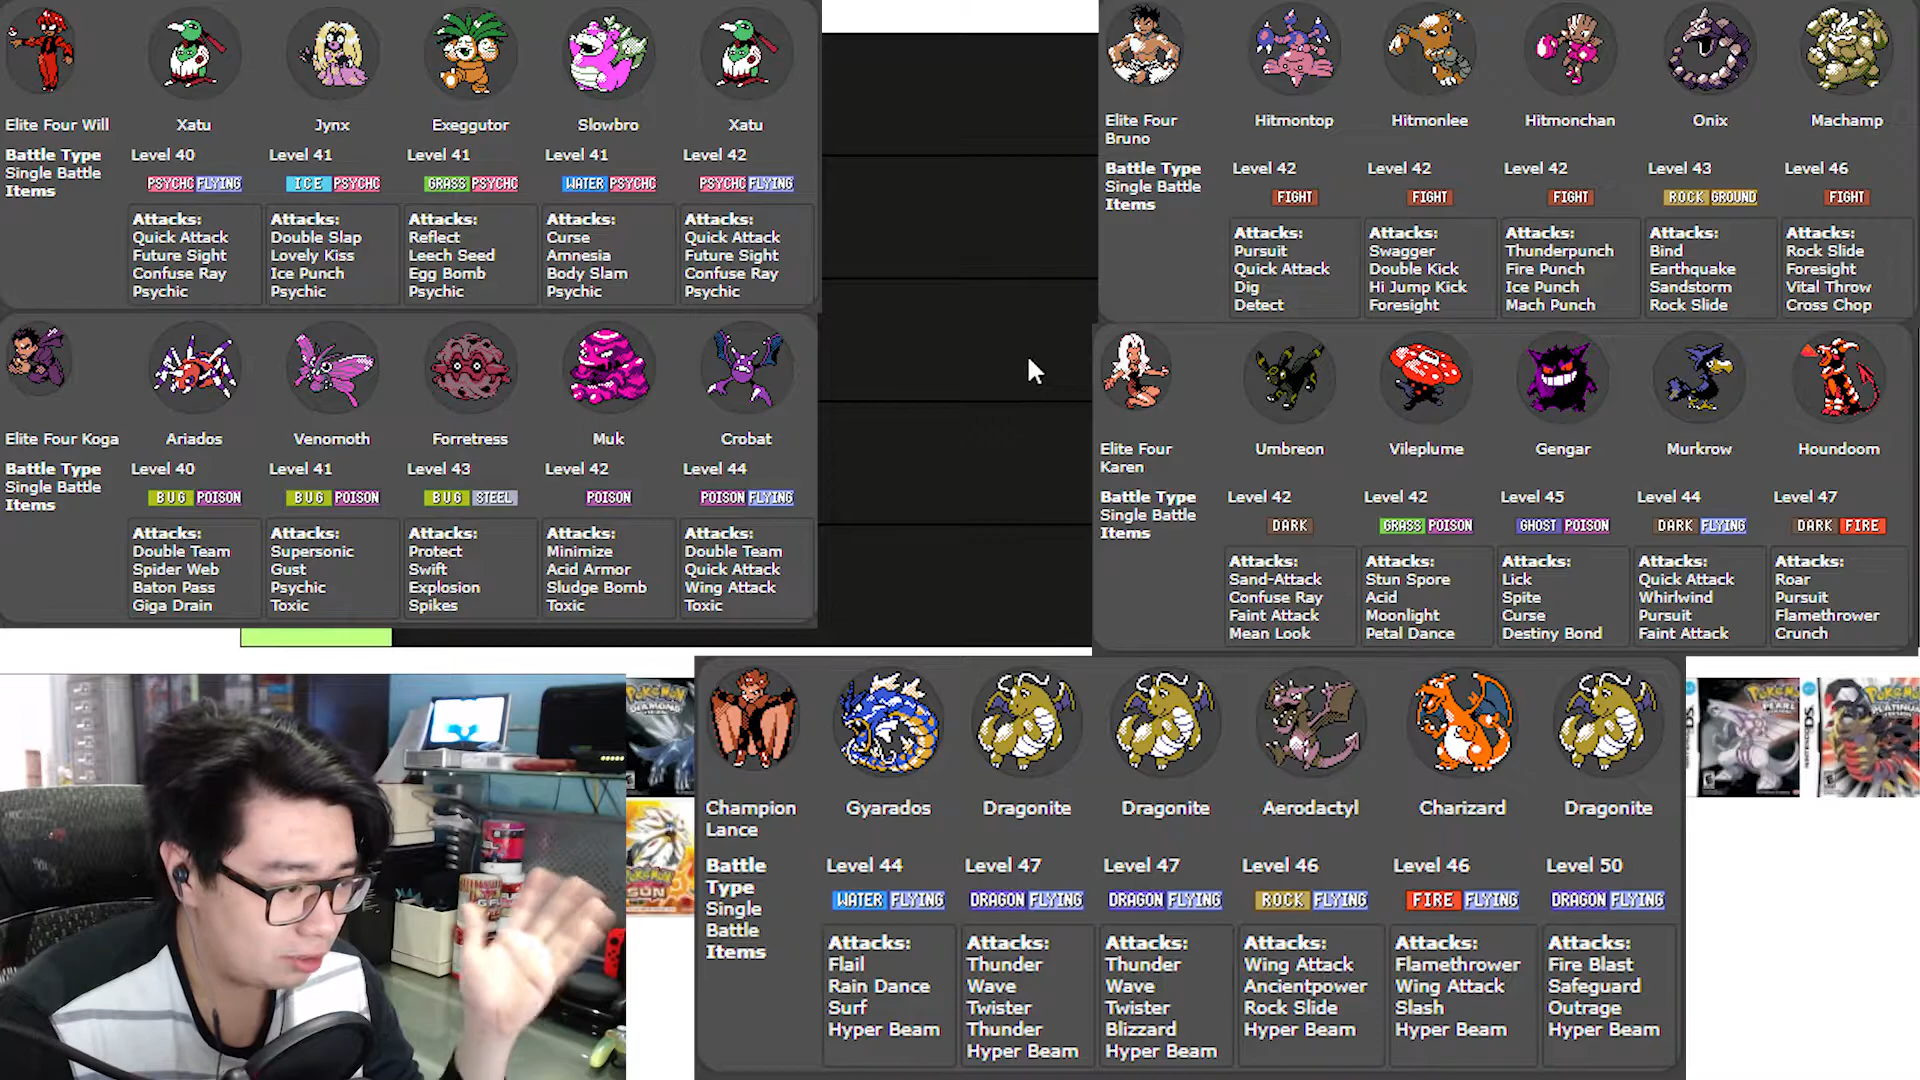 Elite Four Will
Xatu
Jynx
Exeggutor
Slowbro
Xatu
Battle Type
Single Battle
Items
Level 40
Level 41
Level 41
Level 41
Level 42
PSYCHC FLYING
ICE PSYCHC
GRASS PSYCHC
WATER PSYCHC
PSYCHC FLYING
Attacks:
Quick Attack
Future Sight
Confuse Ray
Psychic
Attacks:
Double Slap
Lovely Kiss
Ice Punch
Psychic
Attacks:
Reflect
Leech Seed
Egg Bomb
Psychic
Attacks:
Curse
Amnesia
Body Slam
Psychic
Attacks:
Quick Attack
Future Sight
Confuse Ray
Psychic
Elite Four
Bruno
Hitmontop
Hitmonlee
Hitmonchan
Onix
Machamp
Battle Type
Single Battle
Items
Level 42
Level 42
Level 42
Level 43
Level 46
FIGHT
FIGHT
FIGHT
ROCK GROUND
FIGHT
Attacks:
Pursuit
Quick Attack
Dig
Detect
Attacks:
Swagger
Double Kick
Hi Jump Kick
Foresight
Attacks:
Thunderpunch
Fire Punch
Ice Punch
Mach Punch
Attacks:
Bind
Earthquake
Sandstorm
Rock Slide
Attacks:
Rock Slide
Foresight
Vital Throw
Cross Chop
Elite Four Koga
Ariados
Venomoth
Forretress
Muk
Crobat
Battle Type
Single Battle
Items
Level 40
Level 41
Level 43
Level 42
Level 44
BUG POISON
BUG POISON
BUG STEEL
POISON
POISON FLYING
Attacks:
Double Team
Spider Web
Baton Pass
Giga Drain
Attacks:
Supersonic
Gust
Psychic
Toxic
Attacks:
Protect
Swift
Explosion
Spikes
Attacks:
Minimize
Acid Armor
Sludge Bomb
Toxic
Attacks:
Double Team
Quick Attack
Wing Attack
Toxic
Elite Four
Karen
Umbreon
Vileplume
Gengar
Murkrow
Houndoom
Battle Type
Single Battle
Items
Level 42
Level 42
Level 45
Level 44
Level 47
DARK
GRASS POISON
GHOST POISON
DARK FLYING
DARK FIRE
Attacks:
Sand-Attack
Confuse Ray
Faint Attack
Mean Look
Attacks:
Stun Spore
Acid
Moonlight
Petal Dance
Attacks:
Lick
Spite
Curse
Destiny Bond
Attacks:
Quick Attack
Whirlwind
Pursuit
Faint Attack
Attacks:
Roar
Pursuit
Flamethrower
Crunch
Champion
Lance
Gyarados
Dragonite
Dragonite
Aerodactyl
Charizard
Dragonite
Battle
Type
Single
Battle
Items
Level 44
Level 47
Level 47
Level 46
Level 46
Level 50
WATER FLYING
DRAGON FLYING
DRAGON FLYING
ROCK FLYING
FIRE FLYING
DRAGON FLYING
Attacks:
Flail
Rain Dance
Surf
Hyper Beam
Attacks:
Thunder
Wave
Twister
Thunder
Hyper Beam
Attacks:
Thunder
Wave
Twister
Blizzard
Hyper Beam
Attacks:
Wing Attack
Ancientpower
Rock Slide
Hyper Beam
Attacks:
Flamethrower
Wing Attack
Slash
Hyper Beam
Attacks:
Fire Blast
Safeguard
Outrage
Hyper Beam